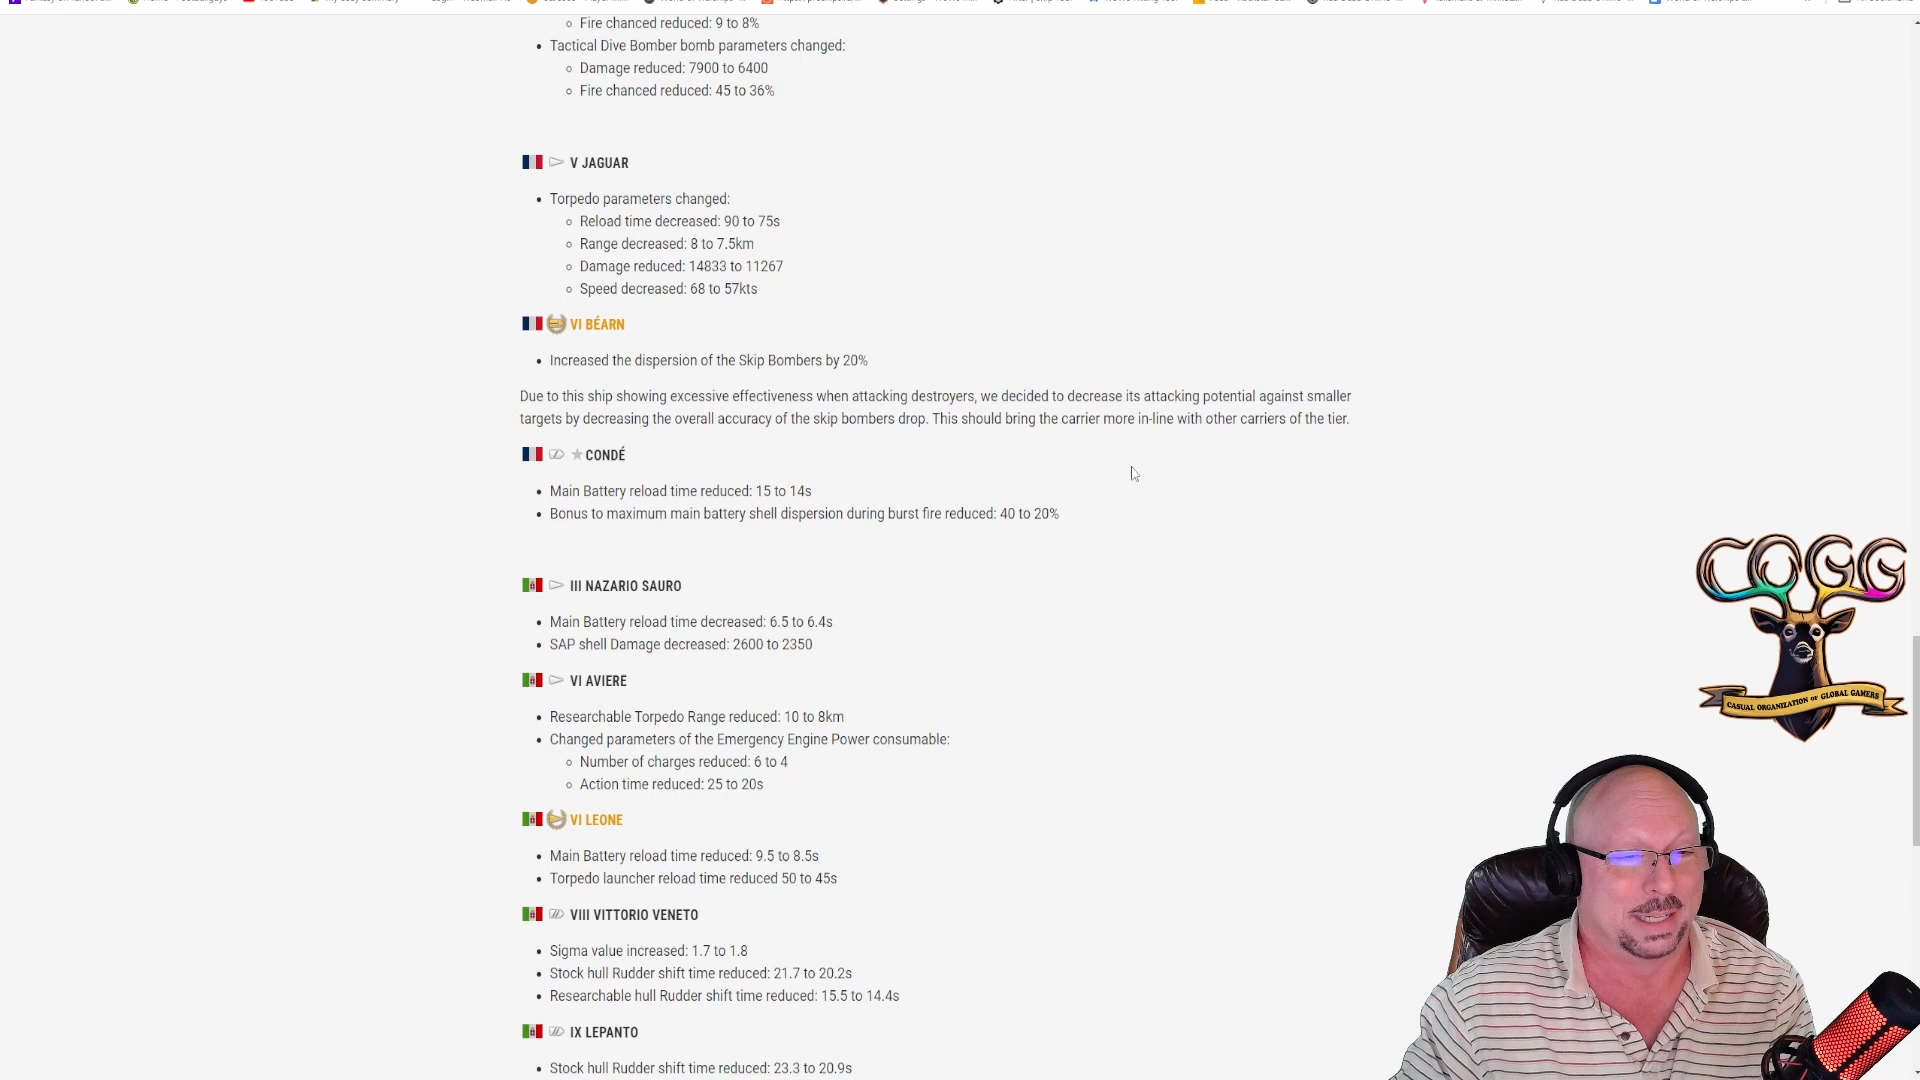 Fire chanced reduced: 9 to 8%
Tactical Dive Bomber bomb parameters changed:
Damage reduced: 7900 to 6400
Fire chanced reduced: 45 to 36%
V JAGUAR
Torpedo parameters changed:
Reload time decreased: 90 to 75s
Range decreased: 8 to 7.5km
Damage reduced: 14833 to 11267
Speed decreased: 68 to 57kts
VI BÉARN
Increased the dispersion of the Skip Bombers by 20%
Due to this ship showing excessive effectiveness when attacking destroyers, we decided to decrease its attacking potential against smaller
targets by decreasing the overall accuracy of the skip bombers drop. This should bring the carrier more in-line with other carriers of the tier.
★ CONDÉ
Main Battery reload time reduced: 15 to 14s
Bonus to maximum main battery shell dispersion during burst fire reduced: 40 to 20%
III NAZARIO SAURO
Main Battery reload time decreased: 6.5 to 6.4s
SAP shell Damage decreased: 2600 to 2350
VI AVIERE
Researchable Torpedo Range reduced: 10 to 8km
Changed parameters of the Emergency Engine Power consumable:
Number of charges reduced: 6 to 4
Action time reduced: 25 to 20s
VI LEONE
Main Battery reload time reduced: 9.5 to 8.5s
Torpedo launcher reload time reduced 50 to 45s
VIII VITTORIO VENETO
Sigma value increased: 1.7 to 1.8
Stock hull Rudder shift time reduced: 21.7 to 20.2s
Researchable hull Rudder shift time reduced: 15.5 to 14.4s
IX LEPANTO
Stock hull Rudder shift time reduced: 23.3 to 20.9s
COGG
CASUAL ORGANIZATION OF GLOBAL GAMERS